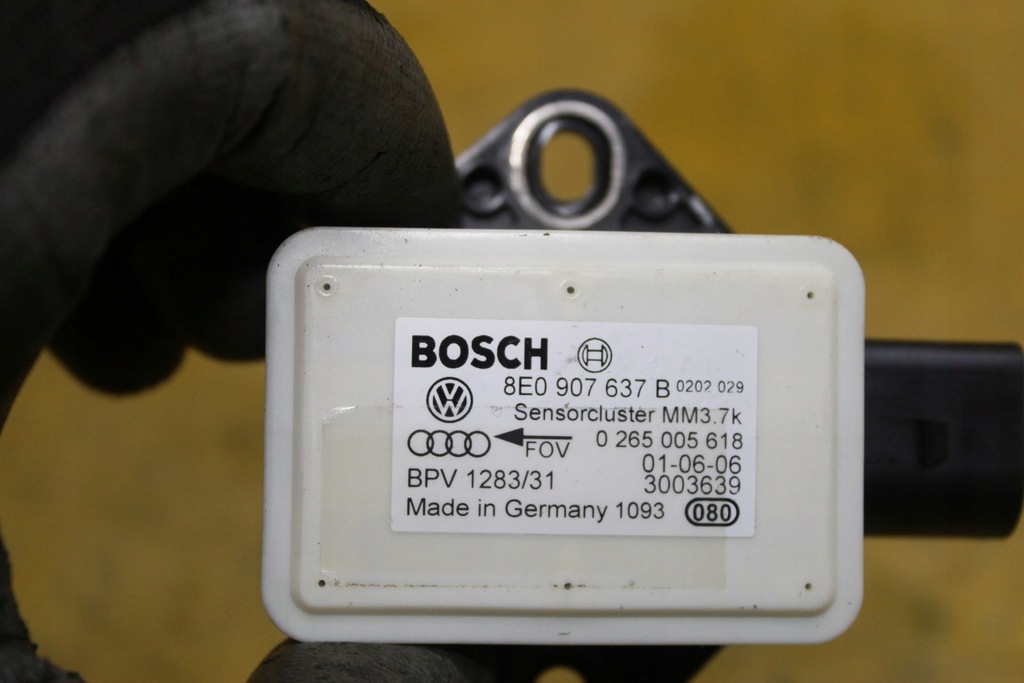 BOSCH
8E0 907 637 B 0202 029
Sensorcluster MM3.7k
FOV 0 265 005 618
01-06-06
BPV 1283/31 3003639
Made in Germany 1093 080